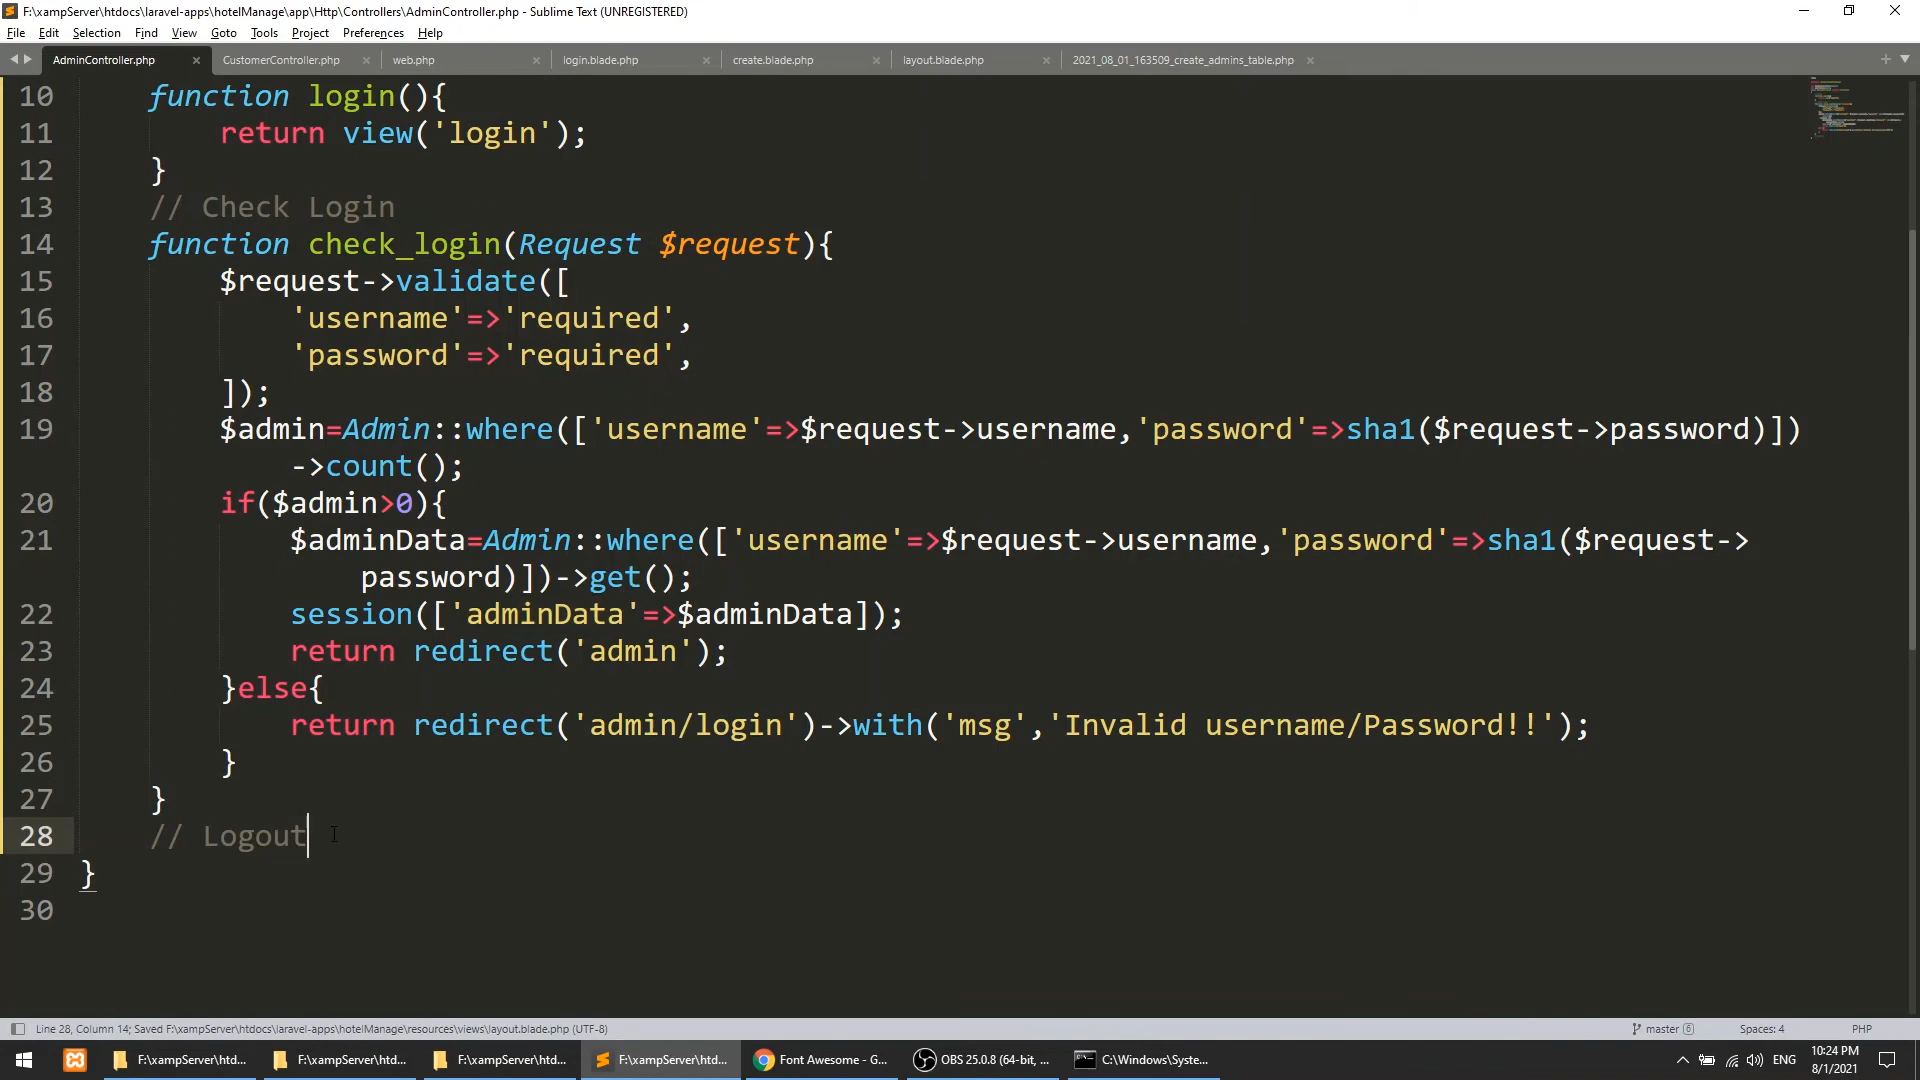 F:\xampServer\htdocs\laravel-apps\hotelManage\app\Http\Controllers\AdminController.php - Sublime Text (UNREGISTERED)
File Edit Selection Find View Goto Tools Project Preferences Help
AdminController.php × CustomerController.php × web.php × login.blade.php × create.blade.php × layout.blade.php × 2021_08_01_163509_create_admins_table.php ×
10 function login(){
11 return view('login');
12 }
13 // Check Login
14 function check_login(Request $request){
15 $request->validate([
16 'username'=>'required',
17 'password'=>'required',
18 ]);
19 $admin=Admin::where(['username'=>$request->username,'password'=>sha1($request->password)])
->count();
20 if($admin>0){
21 $adminData=Admin::where(['username'=>$request->username,'password'=>sha1($request->
password)])->get();
22 session(['adminData'=>$adminData]);
23 return redirect('admin');
24 }else{
25 return redirect('admin/login')->with('msg','Invalid username/Password!!');
26 }
27 }
28 // Logout
29 }
30
Line 28, Column 14; Saved F:\xampServer\htdocs\laravel-apps\hotelManage\resources\views\layout.blade.php (UTF-8) master 6 Spaces: 4 PHP
F:\xampServer\htd... F:\xampServer\htd... F:\xampServer\htd... F:\xampServer\htd... Font Awesome - G... OBS 25.0.8 (64-bit, ... C:\Windows\Syste... ENG 10:24 PM
8/1/2021